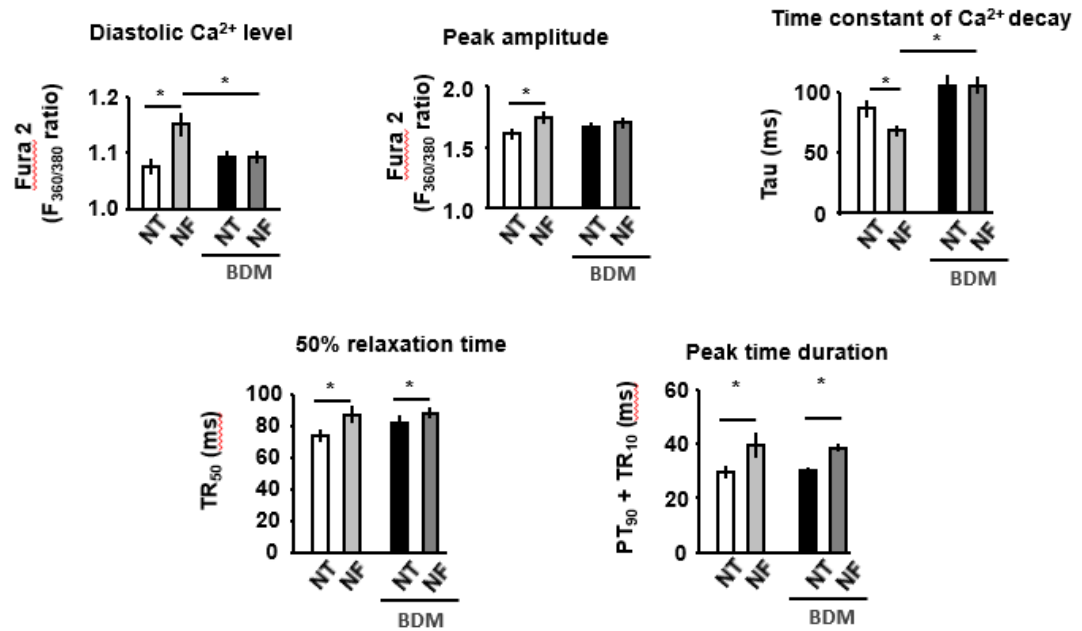 Diastolic Ca²⁺ level
Fura 2
(F₃₆₀/₃₈₀ ratio)
1.2
1.1
1.0
*
*
NT
NF
NT
NF
BDM
Peak amplitude
Fura 2
(F₃₆₀/₃₈₀ ratio)
2.0
1.5
1.0
*
NT
NF
NT
NF
BDM
Time constant of Ca²⁺ decay
Tau (ms)
100
50
0
*
*
NT
NF
NT
NF
BDM
50% relaxation time
TR₅₀ (ms)
100
80
60
40
20
0
*
*
NT
NF
NT
NF
BDM
Peak time duration
PT₉₀ + TR₁₀ (ms)
60
40
20
0
*
*
NT
NF
NT
NF
BDM